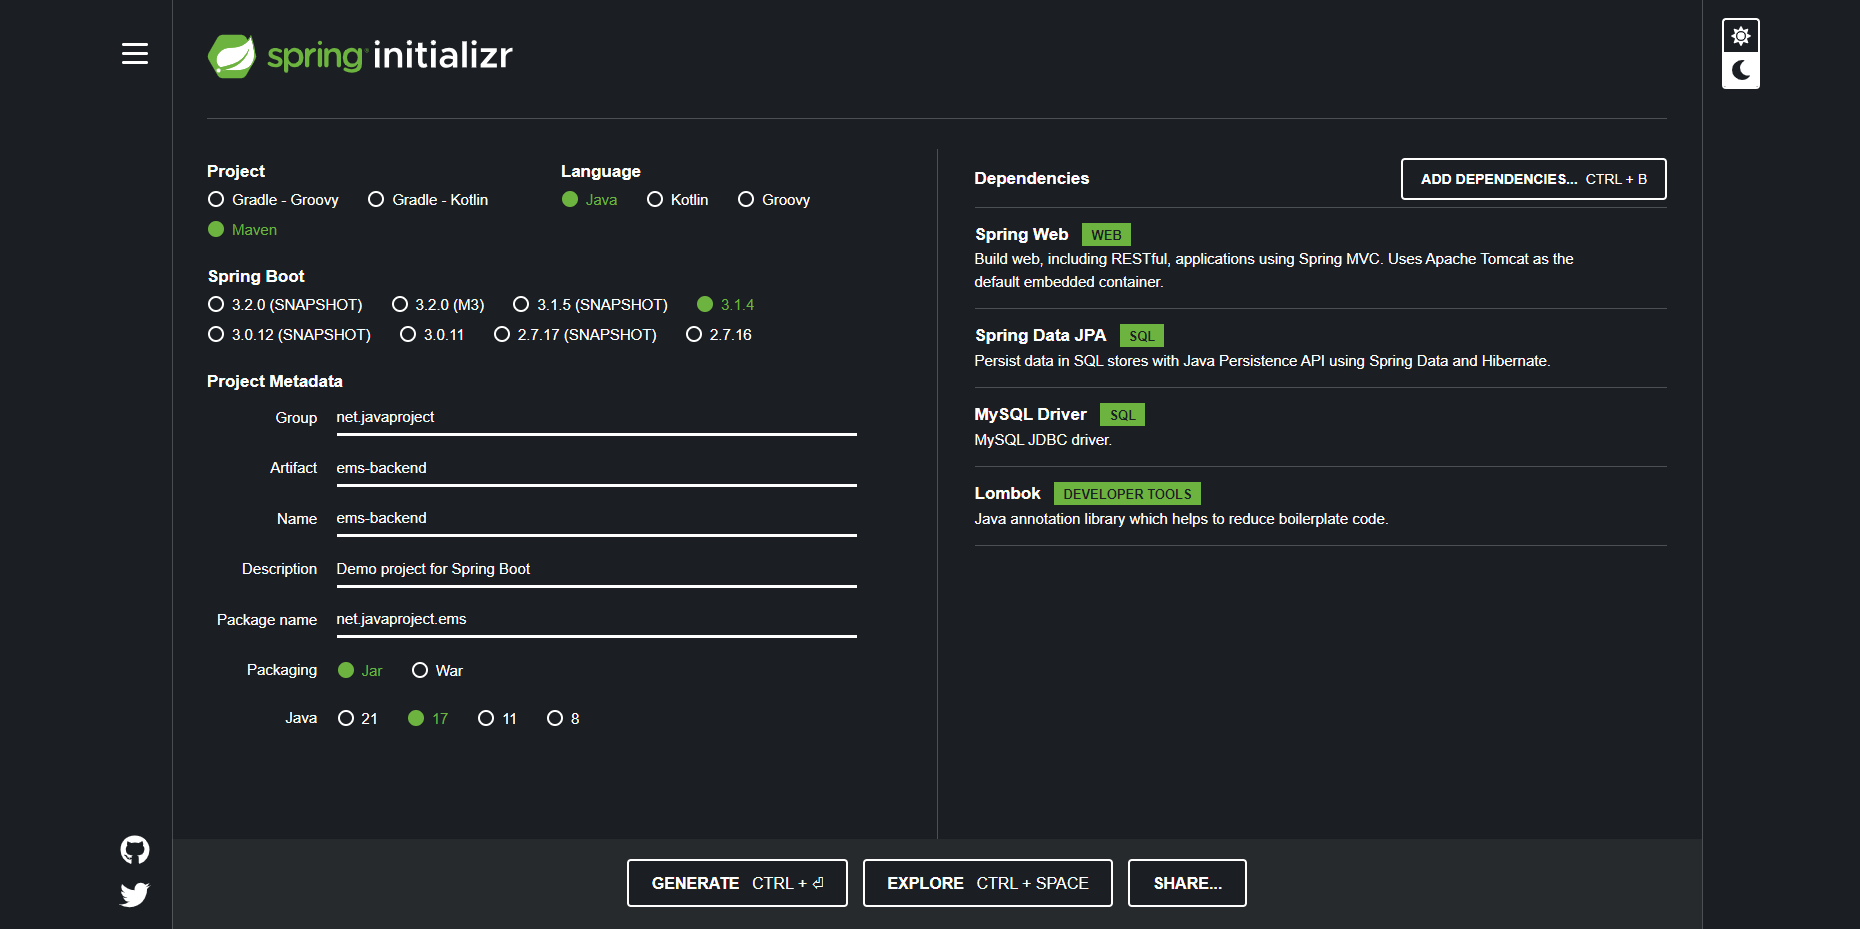 spring initializr
Project
Gradle - Groovy Gradle - Kotlin
Maven
Language
Java Kotlin Groovy
Spring Boot
3.2.0 (SNAPSHOT) 3.2.0 (M3) 3.1.5 (SNAPSHOT) 3.1.4
3.0.12 (SNAPSHOT) 3.0.11 2.7.17 (SNAPSHOT) 2.7.16
Project Metadata
Group net.javaproject
Artifact ems-backend
Name ems-backend
Description Demo project for Spring Boot
Package name net.javaproject.ems
Packaging Jar War
Java 21 17 11 8
Dependencies ADD DEPENDENCIES... CTRL + B
Spring Web WEB
Build web, including RESTful, applications using Spring MVC. Uses Apache Tomcat as the
default embedded container.
Spring Data JPA SQL
Persist data in SQL stores with Java Persistence API using Spring Data and Hibernate.
MySQL Driver SQL
MySQL JDBC driver.
Lombok DEVELOPER TOOLS
Java annotation library which helps to reduce boilerplate code.
GENERATE CTRL + ⏎ EXPLORE CTRL + SPACE SHARE...